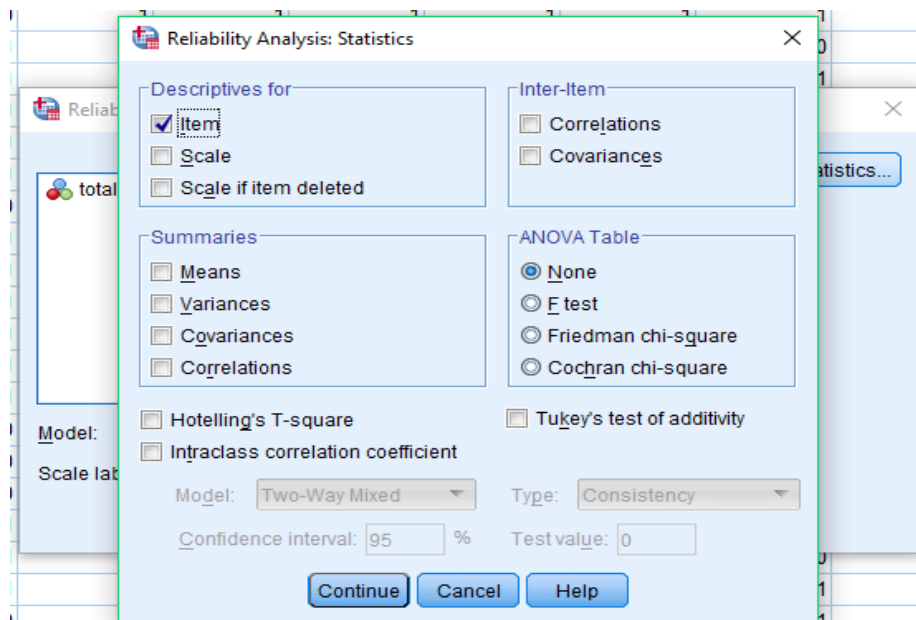 Reliability Analysis: Statistics
Reliab
total
Model:
Scale lab
atistics...
Descriptives for
Item
Scale
Scale if item deleted
Inter-Item
Correlations
Covariances
Summaries
Means
Variances
Covariances
Correlations
ANOVA Table
None
F test
Friedman chi-square
Cochran chi-square
Hotelling's T-square
Tukey's test of additivity
Intraclass correlation coefficient
Model: Two-Way Mixed Type: Consistency
Confidence interval: 95 % Test value: 0
Continue Cancel Help